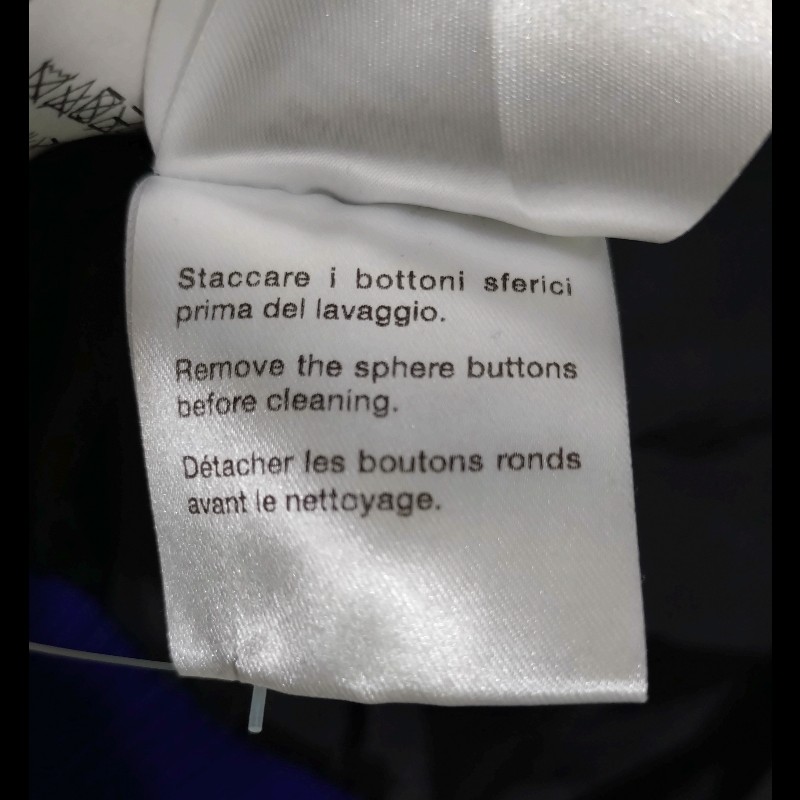 Staccare i bottoni sferici
prima del lavaggio.
Remove the sphere buttons
before cleaning.
Détacher les boutons ronds
avant le nettoyage.